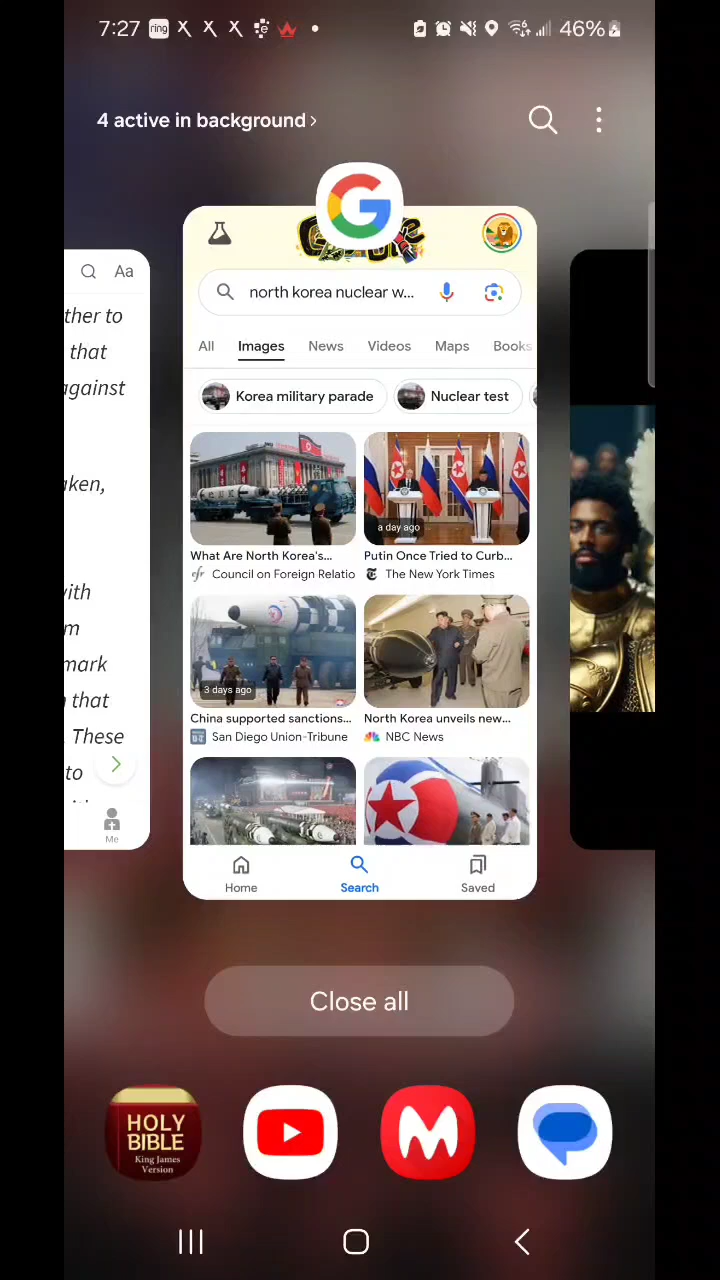 7:27 ring 46%
4 active in background >
Aa
ther to
that
against
ken,
ith
m
mark
that
. These
to
Me
north korea nuclear w...
All Images News Videos Maps Books
Korea military parade Nuclear test
a day ago
What Are North Korea's...
Council on Foreign Relatio
Putin Once Tried to Curb...
The New York Times
3 days ago
China supported sanctions...
San Diego Union-Tribune
North Korea unveils new...
NBC News
Home Search Saved
Close all
HOLY
BIBLE
King James
Version